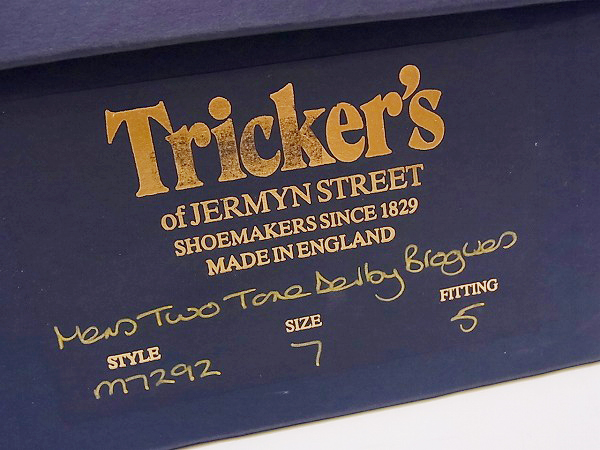 Tricker's
of JERMYN STREET
SHOEMAKERS SINCE 1829
MADE IN ENGLAND
Mens Two Tone Derby Brogues
STYLE SIZE FITTING
M7292 7 5